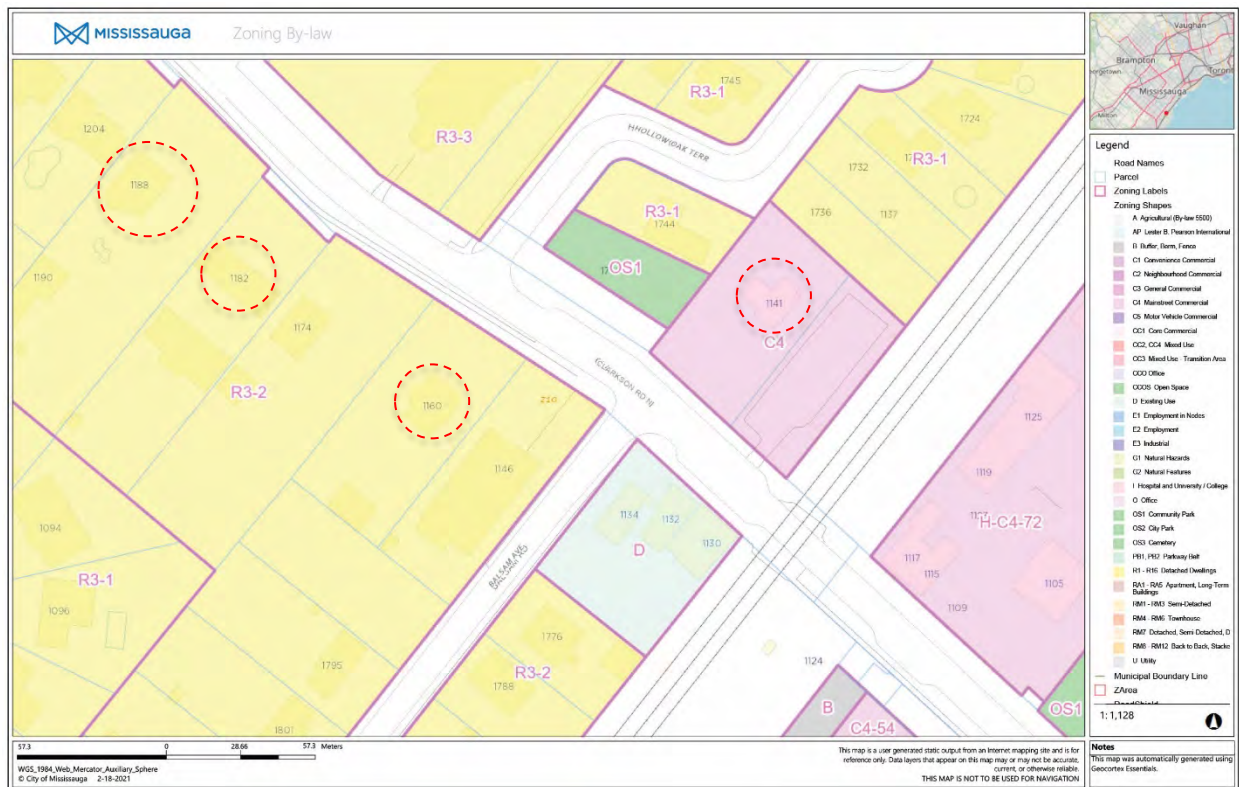 MISSISSAUGA
Zoning By-law
Vaughan
Brampton
orgetown
Toront
Mississauga
Milton
1745
R3-1
R3-3
HHOLLOW|OAK TERR
1724
R3-1
1204
1188
1732
1736
1137
R3-1
1744
OS1
1141
C4
1190
1182
1174
R3-2
ECLARKSON RD N
1160
210
1146
1125
1119
H-C4-72
1117
1115
1105
1109
1094
1134
1132
1130
D
BALSAM AVE
R3-1
1096
1776
R3-2
1788
1795
1801
1124
B
C4-54
OS1
Legend
Road Names
Parcel
Zoning Labels
Zoning Shapes
A Agricultural (By-law 5500)
AP Lester B. Pearson International
B Buffer, Berm, Fence
C1 Convenience Commercial
C2 Neighbourhood Commercial
C3 General Commercial
C4 Mainstreet Commercial
C5 Motor Vehicle Commercial
CC1 Core Commercial
CC2, CC4 Mixed Use
CC3 Mixed Use - Transition Area
CCO Office
CCOS Open Space
D Existing Use
E1 Employment in Nodes
E2 Employment
E3 Industrial
G1 Natural Hazards
G2 Natural Features
I Hospital and University / College
O Office
OS1 Community Park
OS2 City Park
OS3 Cemetery
PB1, PB2 Parkway Belt
R1 - R16 Detached Dwellings
RA1 - RA5 Apartment, Long-Term
Buildings
RM1 - RM3 Semi-Detached
RM4 - RM6 Townhouse
RM7 Detached, Semi-Detached, D
RM8 - RM12 Back to Back, Stacke
U Utility
Municipal Boundary Line
ZArea
1: 1,128
57.3 0 28.66 57.3 Meters
WGS_1984_Web_Mercator_Auxiliary_Sphere
© City of Mississauga 2-18-2021
This map is a user generated static output from an Internet mapping site and is for
reference only. Data layers that appear on this map may or may not be accurate,
current, or otherwise reliable.
THIS MAP IS NOT TO BE USED FOR NAVIGATION
Notes
This map was automatically generated using
Geocortex Essentials.